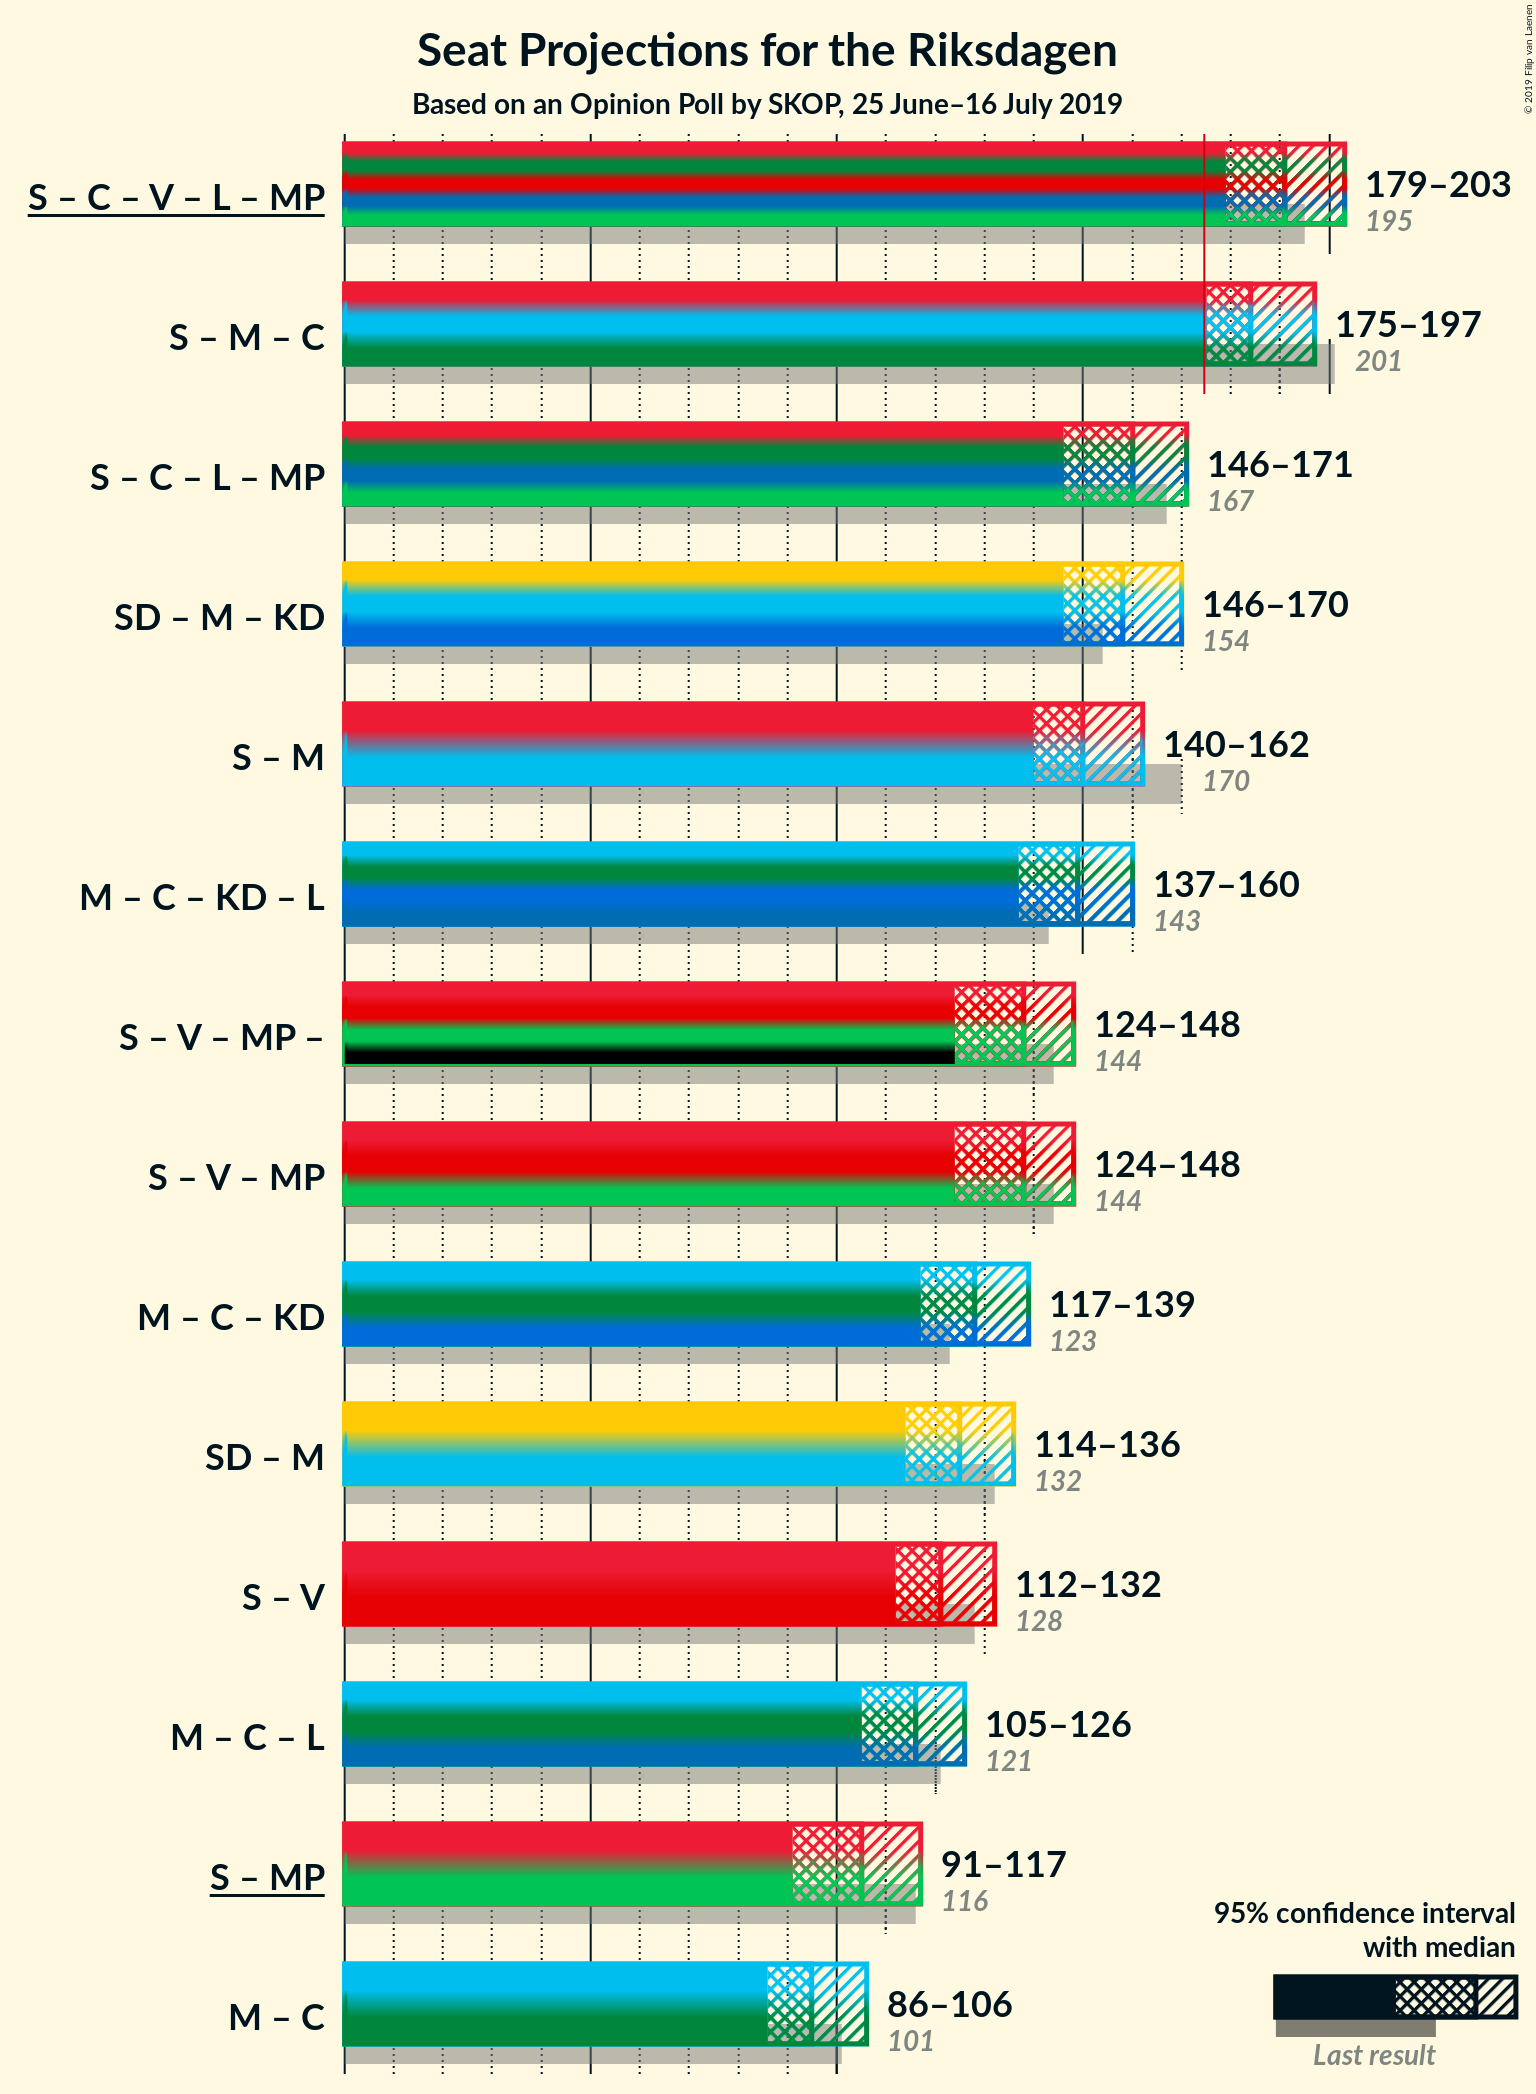 Seat Projections for the Riksdagen
Based on an Opinion Poll by SKOP, 25 June–16 July 2019
© 2019 Filip van Laenen
S – C – V – L – MP
179–203
195
S – M – C
175–197
201
S – C – L – MP
146–171
167
SD – M – KD
146–170
154
S – M
140–162
170
M – C – KD – L
137–160
143
S – V – MP –
124–148
144
S – V – MP
124–148
144
M – C – KD
117–139
123
SD – M
114–136
132
S – V
112–132
128
M – C – L
105–126
121
S – MP
91–117
116
M – C
86–106
101
95% confidence interval
with median
Last result